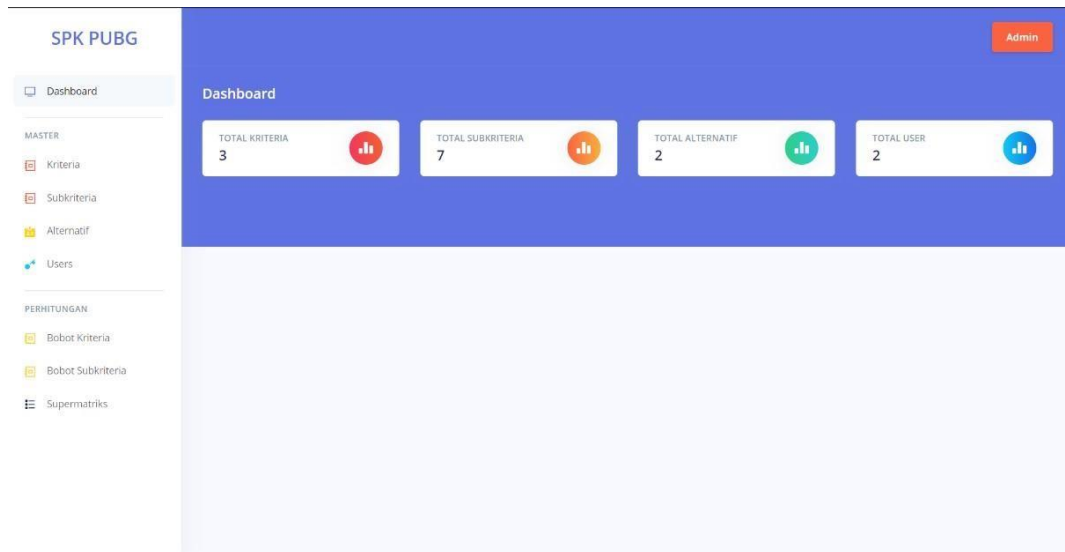 SPK PUBG
Admin
Dashboard
MASTER
Kriteria
Subkriteria
Alternatif
Users
PERHITUNGAN
Bobot Kriteria
Bobot Subkriteria
Supermatriks
Dashboard
TOTAL KRITERIA
3
TOTAL SUBKRITERIA
7
TOTAL ALTERNATIF
2
TOTAL USER
2